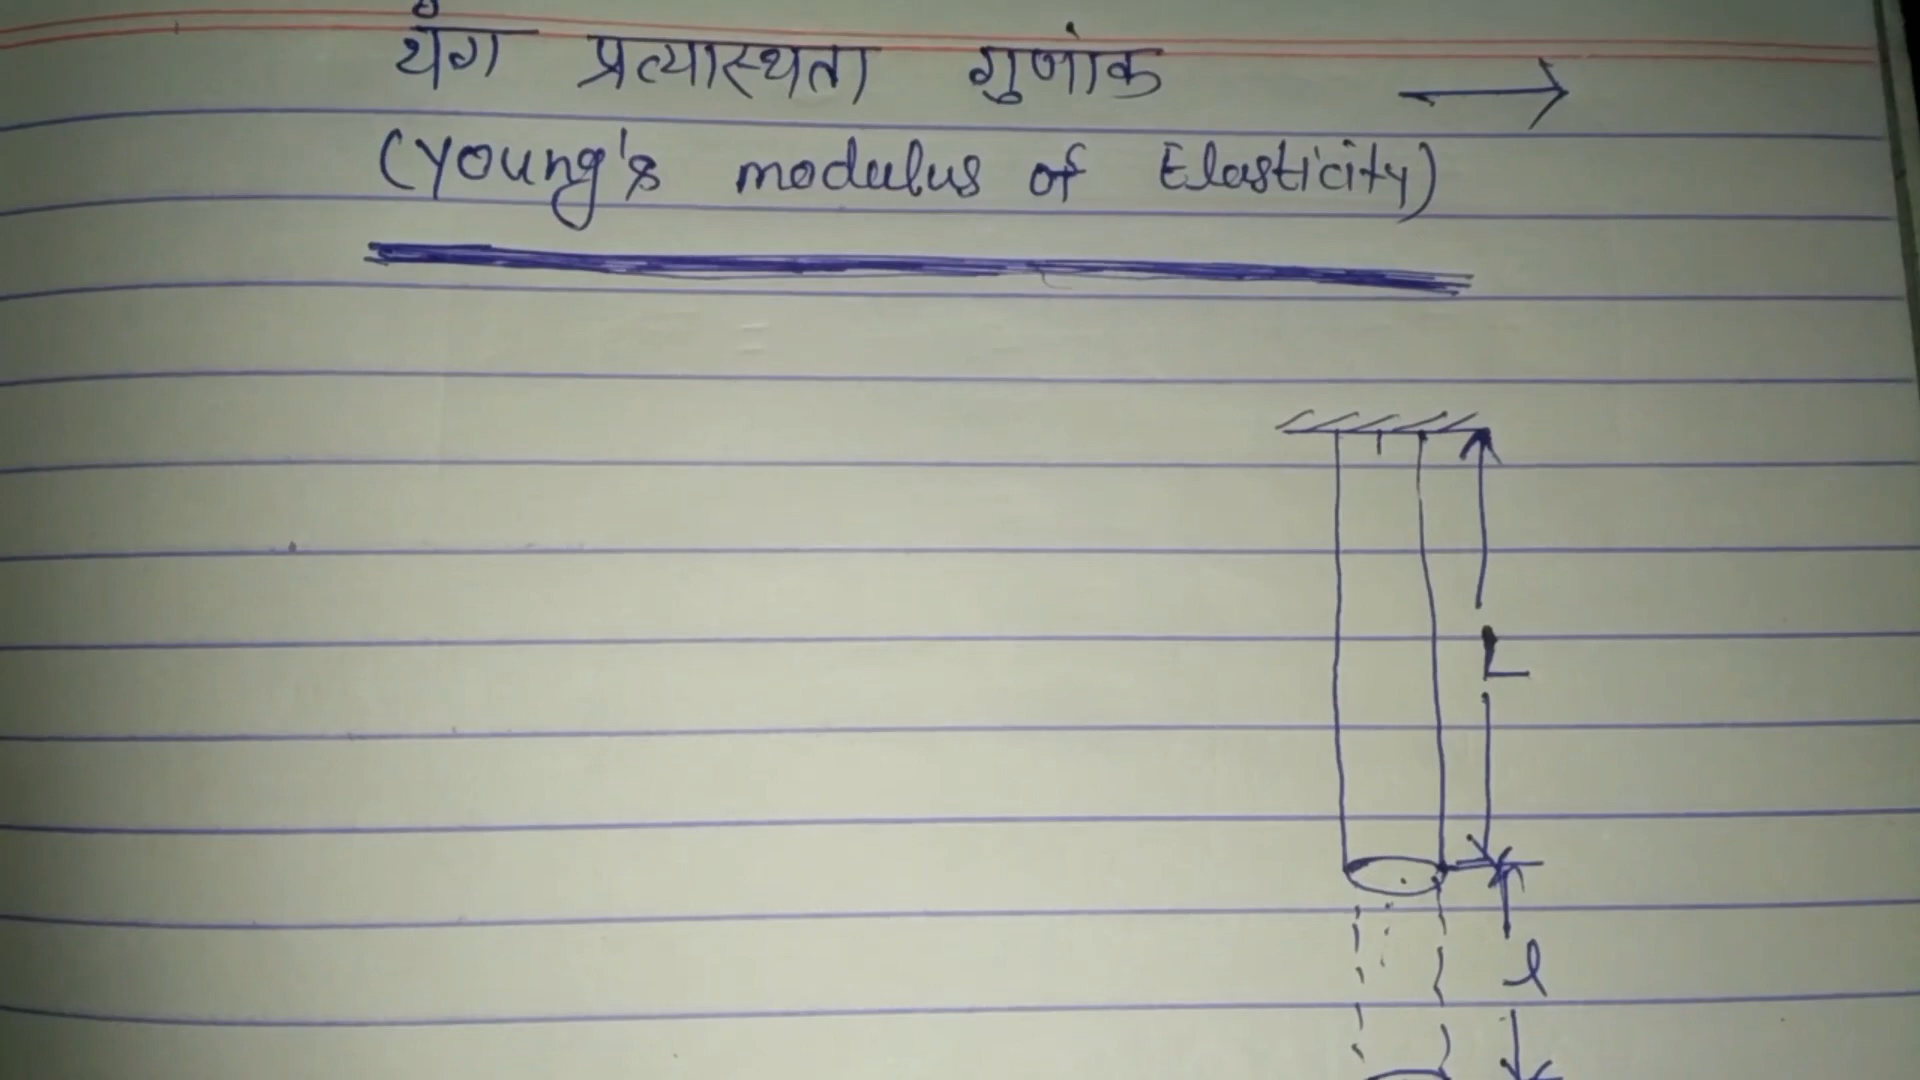 यंग प्रत्यास्थता गुणांक →
(Young's modulus of Elasticity)
L
l